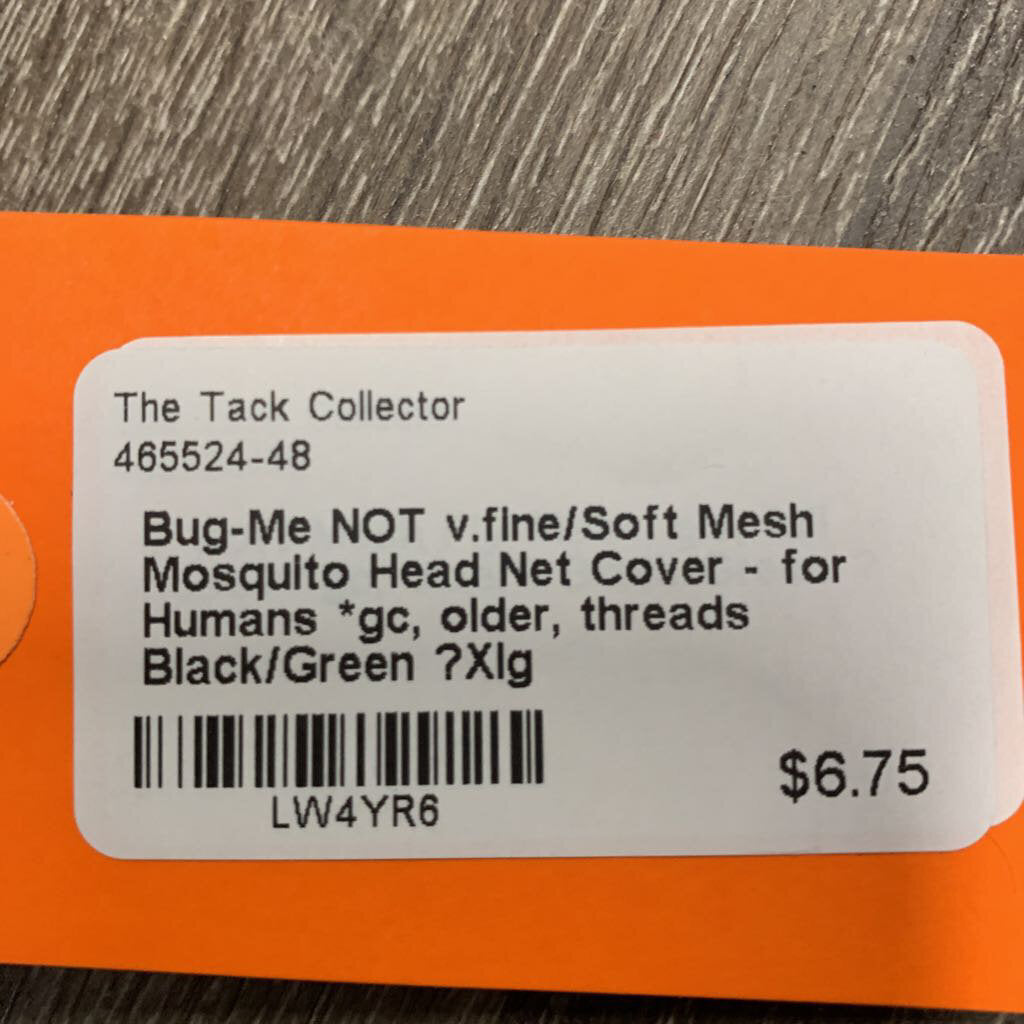 The Tack Collector
465524-48
Bug-Me NOT v.fine/Soft Mesh
Mosquito Head Net Cover - for
Humans *gc, older, threads
Black/Green ?Xlg
LW4YR6
$6.75